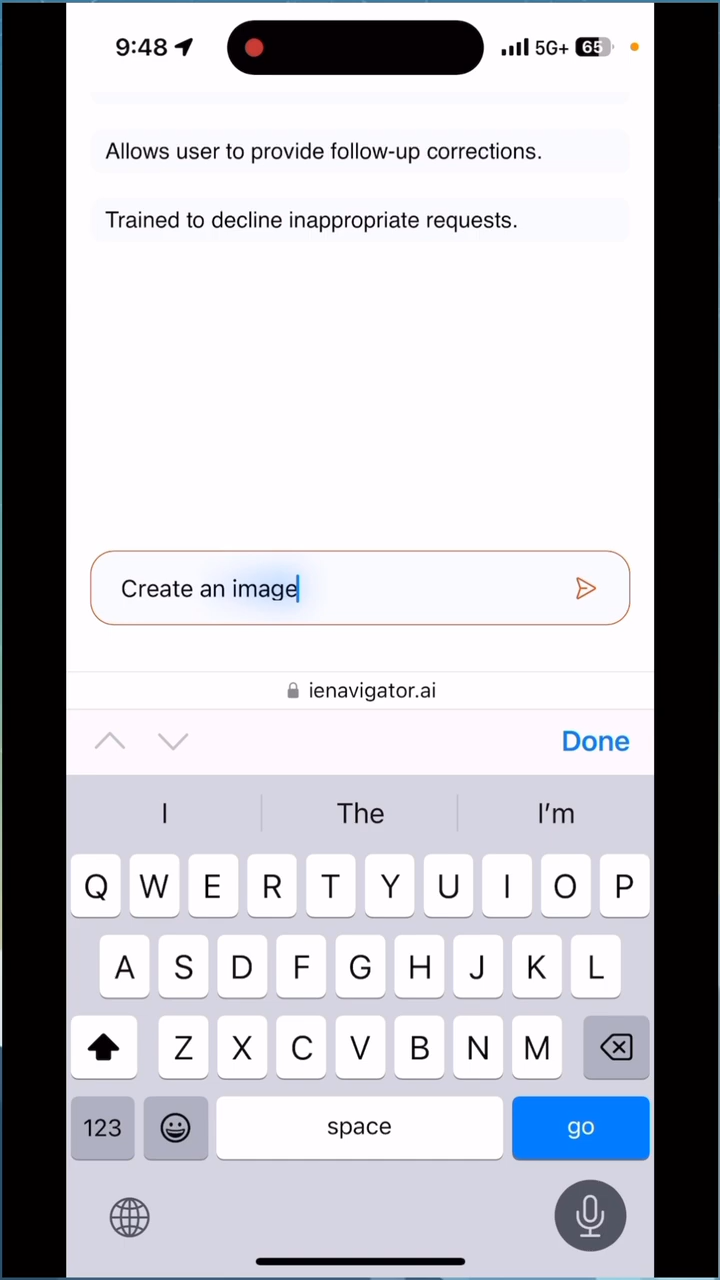 9:48 5G+ 65
Allows user to provide follow-up corrections.
Trained to decline inappropriate requests.
Create an image
ienavigator.ai
Done
I The I'm
Q W E R T Y U I O P
A S D F G H J K L
Z X C V B N M
123 space go